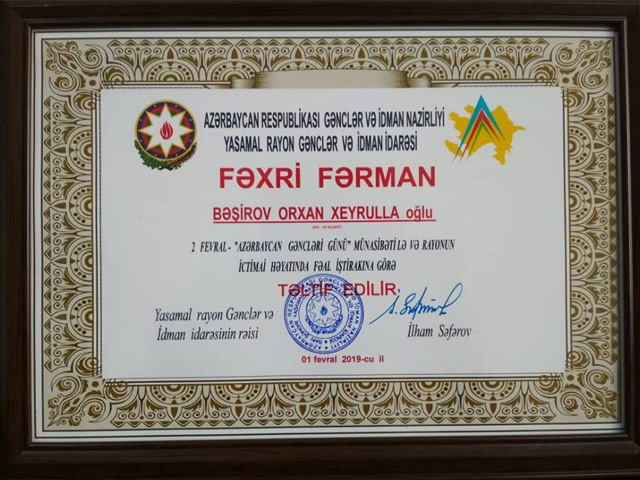 AZƏRBAYCAN RESPUBLİKASI GƏNCLƏR VƏ İDMAN NAZİRLİYİ
YASAMAL RAYON GƏNCLƏR VƏ İDMAN İDARƏSİ
FƏXRİ FƏRMAN
BƏŞİROV ORXAN XEYRULLA oğlu
2 FEVRAL- "AZƏRBAYCAN GƏNCLƏRİ GÜNÜ" MÜNASİBƏTİLƏ VƏ RAYONUN
İCTİMAİ HƏYATINDA FƏAL İŞTİRAKINA GÖRƏ
TƏLTİF EDİLİR
Yasamal rayon Gənclər və
İdman idarəsinin rəisi
İlham Səfərov
01 fevral 2019-cu il